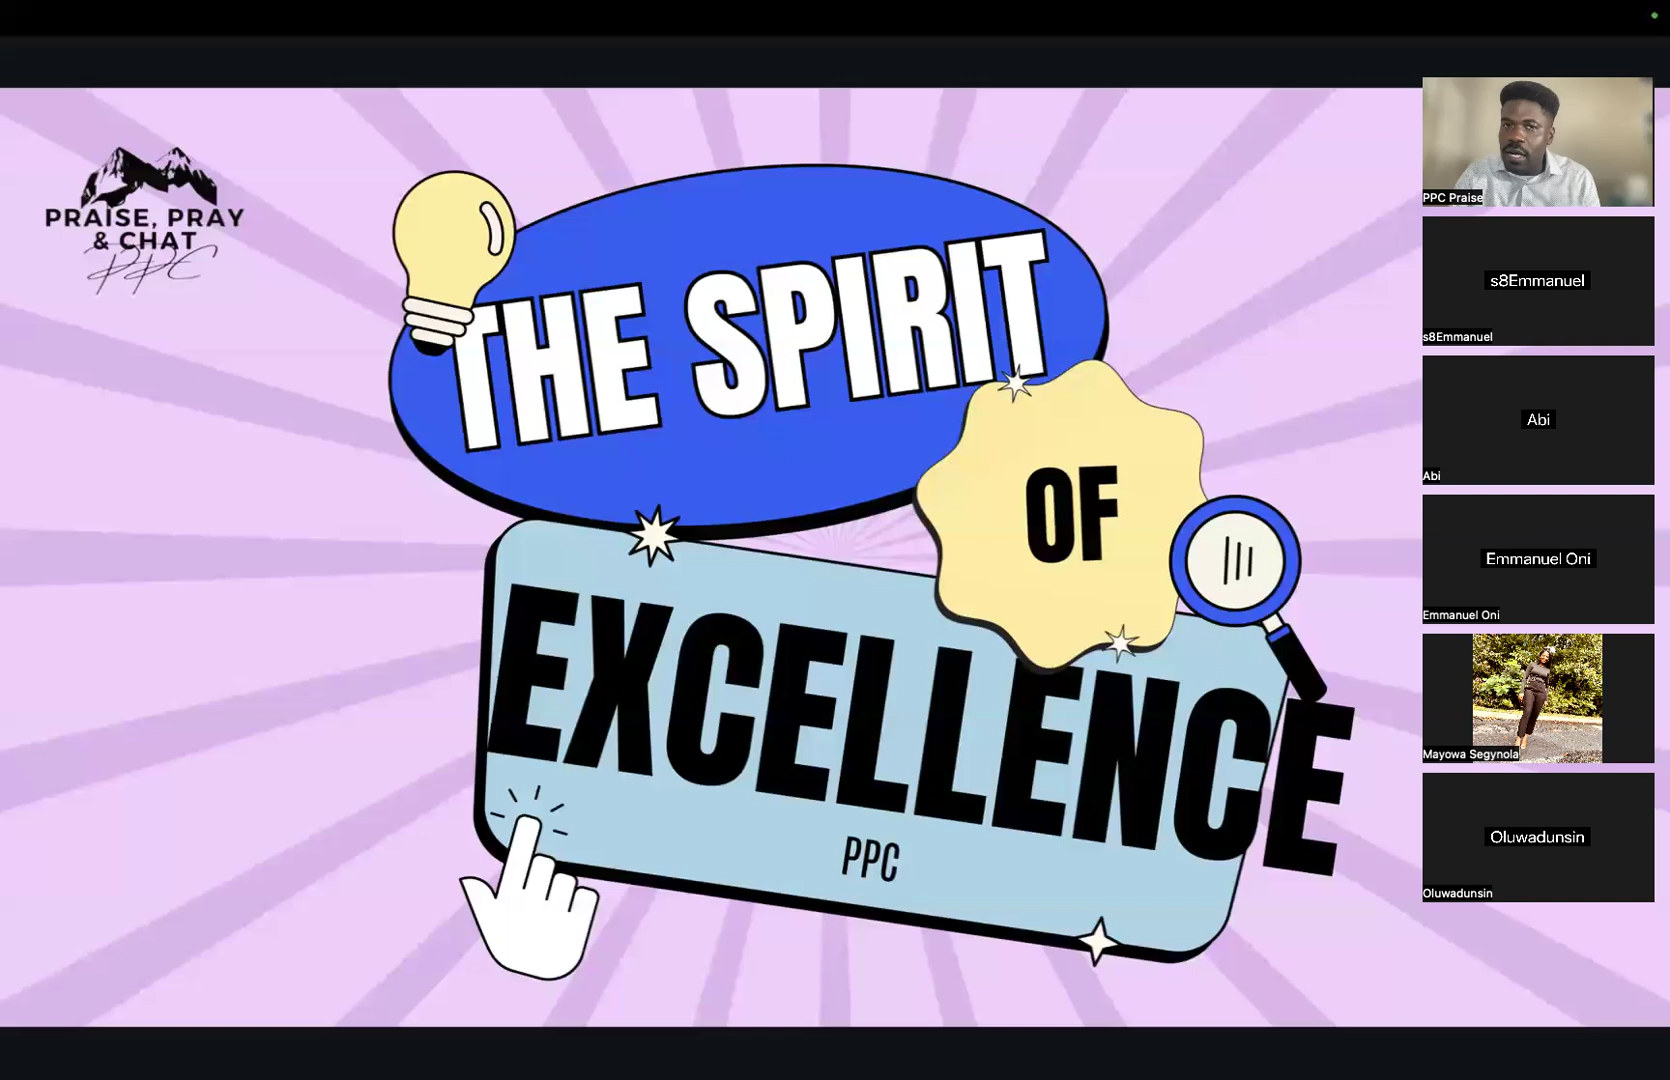 PRAISE, PRAY
& CHAT
PPC
THE SPIRIT
OF
EXCELLENCE
PPC
PPC Praise
s8Emmanuel
s8Emmanuel
Abi
Abi
Emmanuel Oni
Emmanuel Oni
Mayowa Segynola
Oluwadunsin
Oluwadunsin